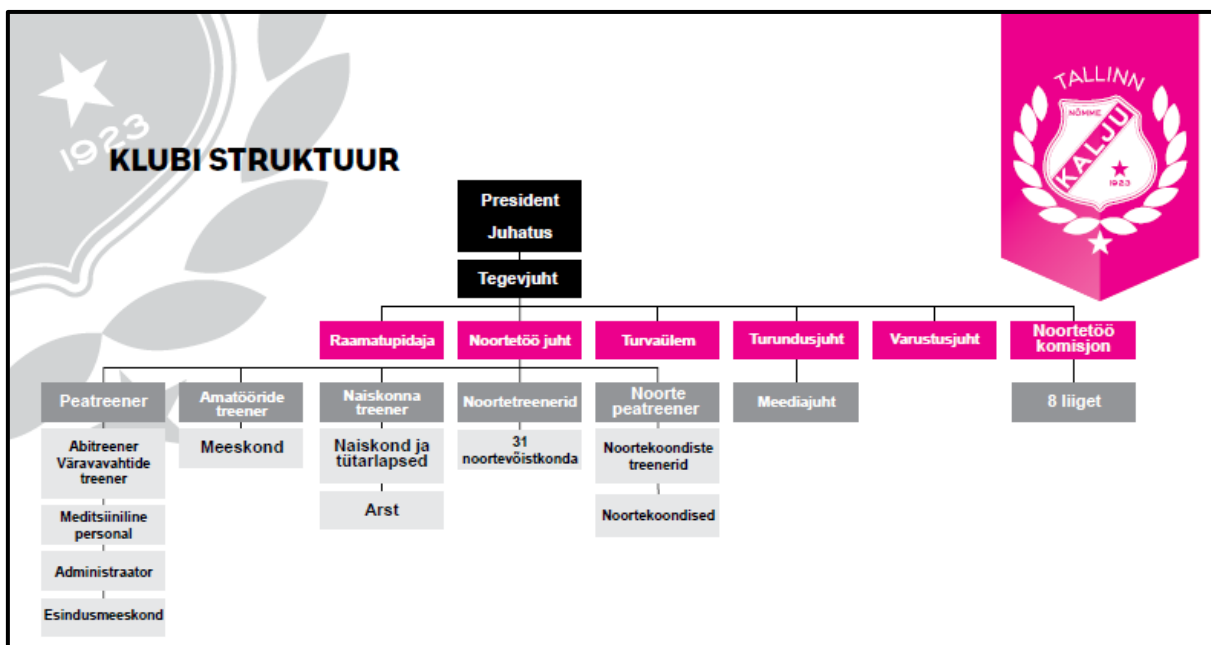 1923
KLUBI STRUKTUUR
TALLINN
NÕMME
KALJU
1923
President
Juhatus
Tegevjuht
Raamatupidaja
Noortetöö juht
Turvaülem
Turundusjuht
Varustusjuht
Noortetöö
komisjon
Peatreener
Amatööride
treener
Naiskonna
treener
Noortetreenerid
Noorte
peatreener
Meediajuht
8 liiget
Abitreener
Väravavahtide
treener
Meeskond
Naiskond ja
tütarlapsed
31
noortevõistkonda
Noortekoondiste
treenerid
Meditsiiniline
personal
Arst
Noortekoondised
Administraator
Esindusmeeskond